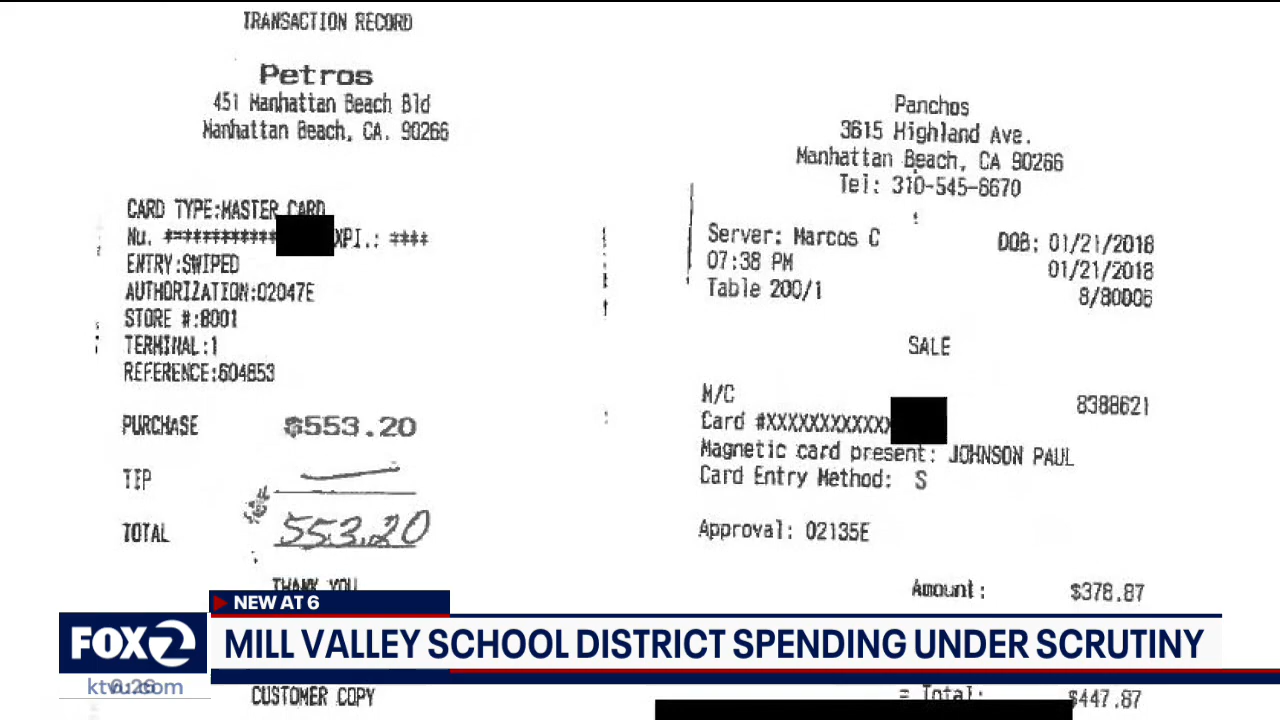 TRANSACTION RECORD
Petros
451 Manhattan Beach Bld
Manhattan Beach, CA. 90266
CARD TYPE:MASTER CARD
Nu. ************ XPI.: ****
ENTRY:SWIPED
AUTHORIZATION:02047E
STORE #:8001
TERMINAL:1
REFERENCE:604853
PURCHASE $553.20
TIP
TOTAL $553.20
THANK YOU
CUSTOMER COPY
Panchos
3615 Highland Ave.
Manhattan Beach, CA 90266
Tel: 310-545-6670
Server: Marcos C DOB: 01/21/2018
07:38 PM 01/21/2018
Table 200/1 8/80006
SALE
M/C 8388621
Card #XXXXXXXXXXXX
Magnetic card present: JOHNSON PAUL
Card Entry Method: S
Approval: 02135E
Amount: $378.87
= Total: $447.87
NEW AT 6
FOX 2
MILL VALLEY SCHOOL DISTRICT SPENDING UNDER SCRUTINY